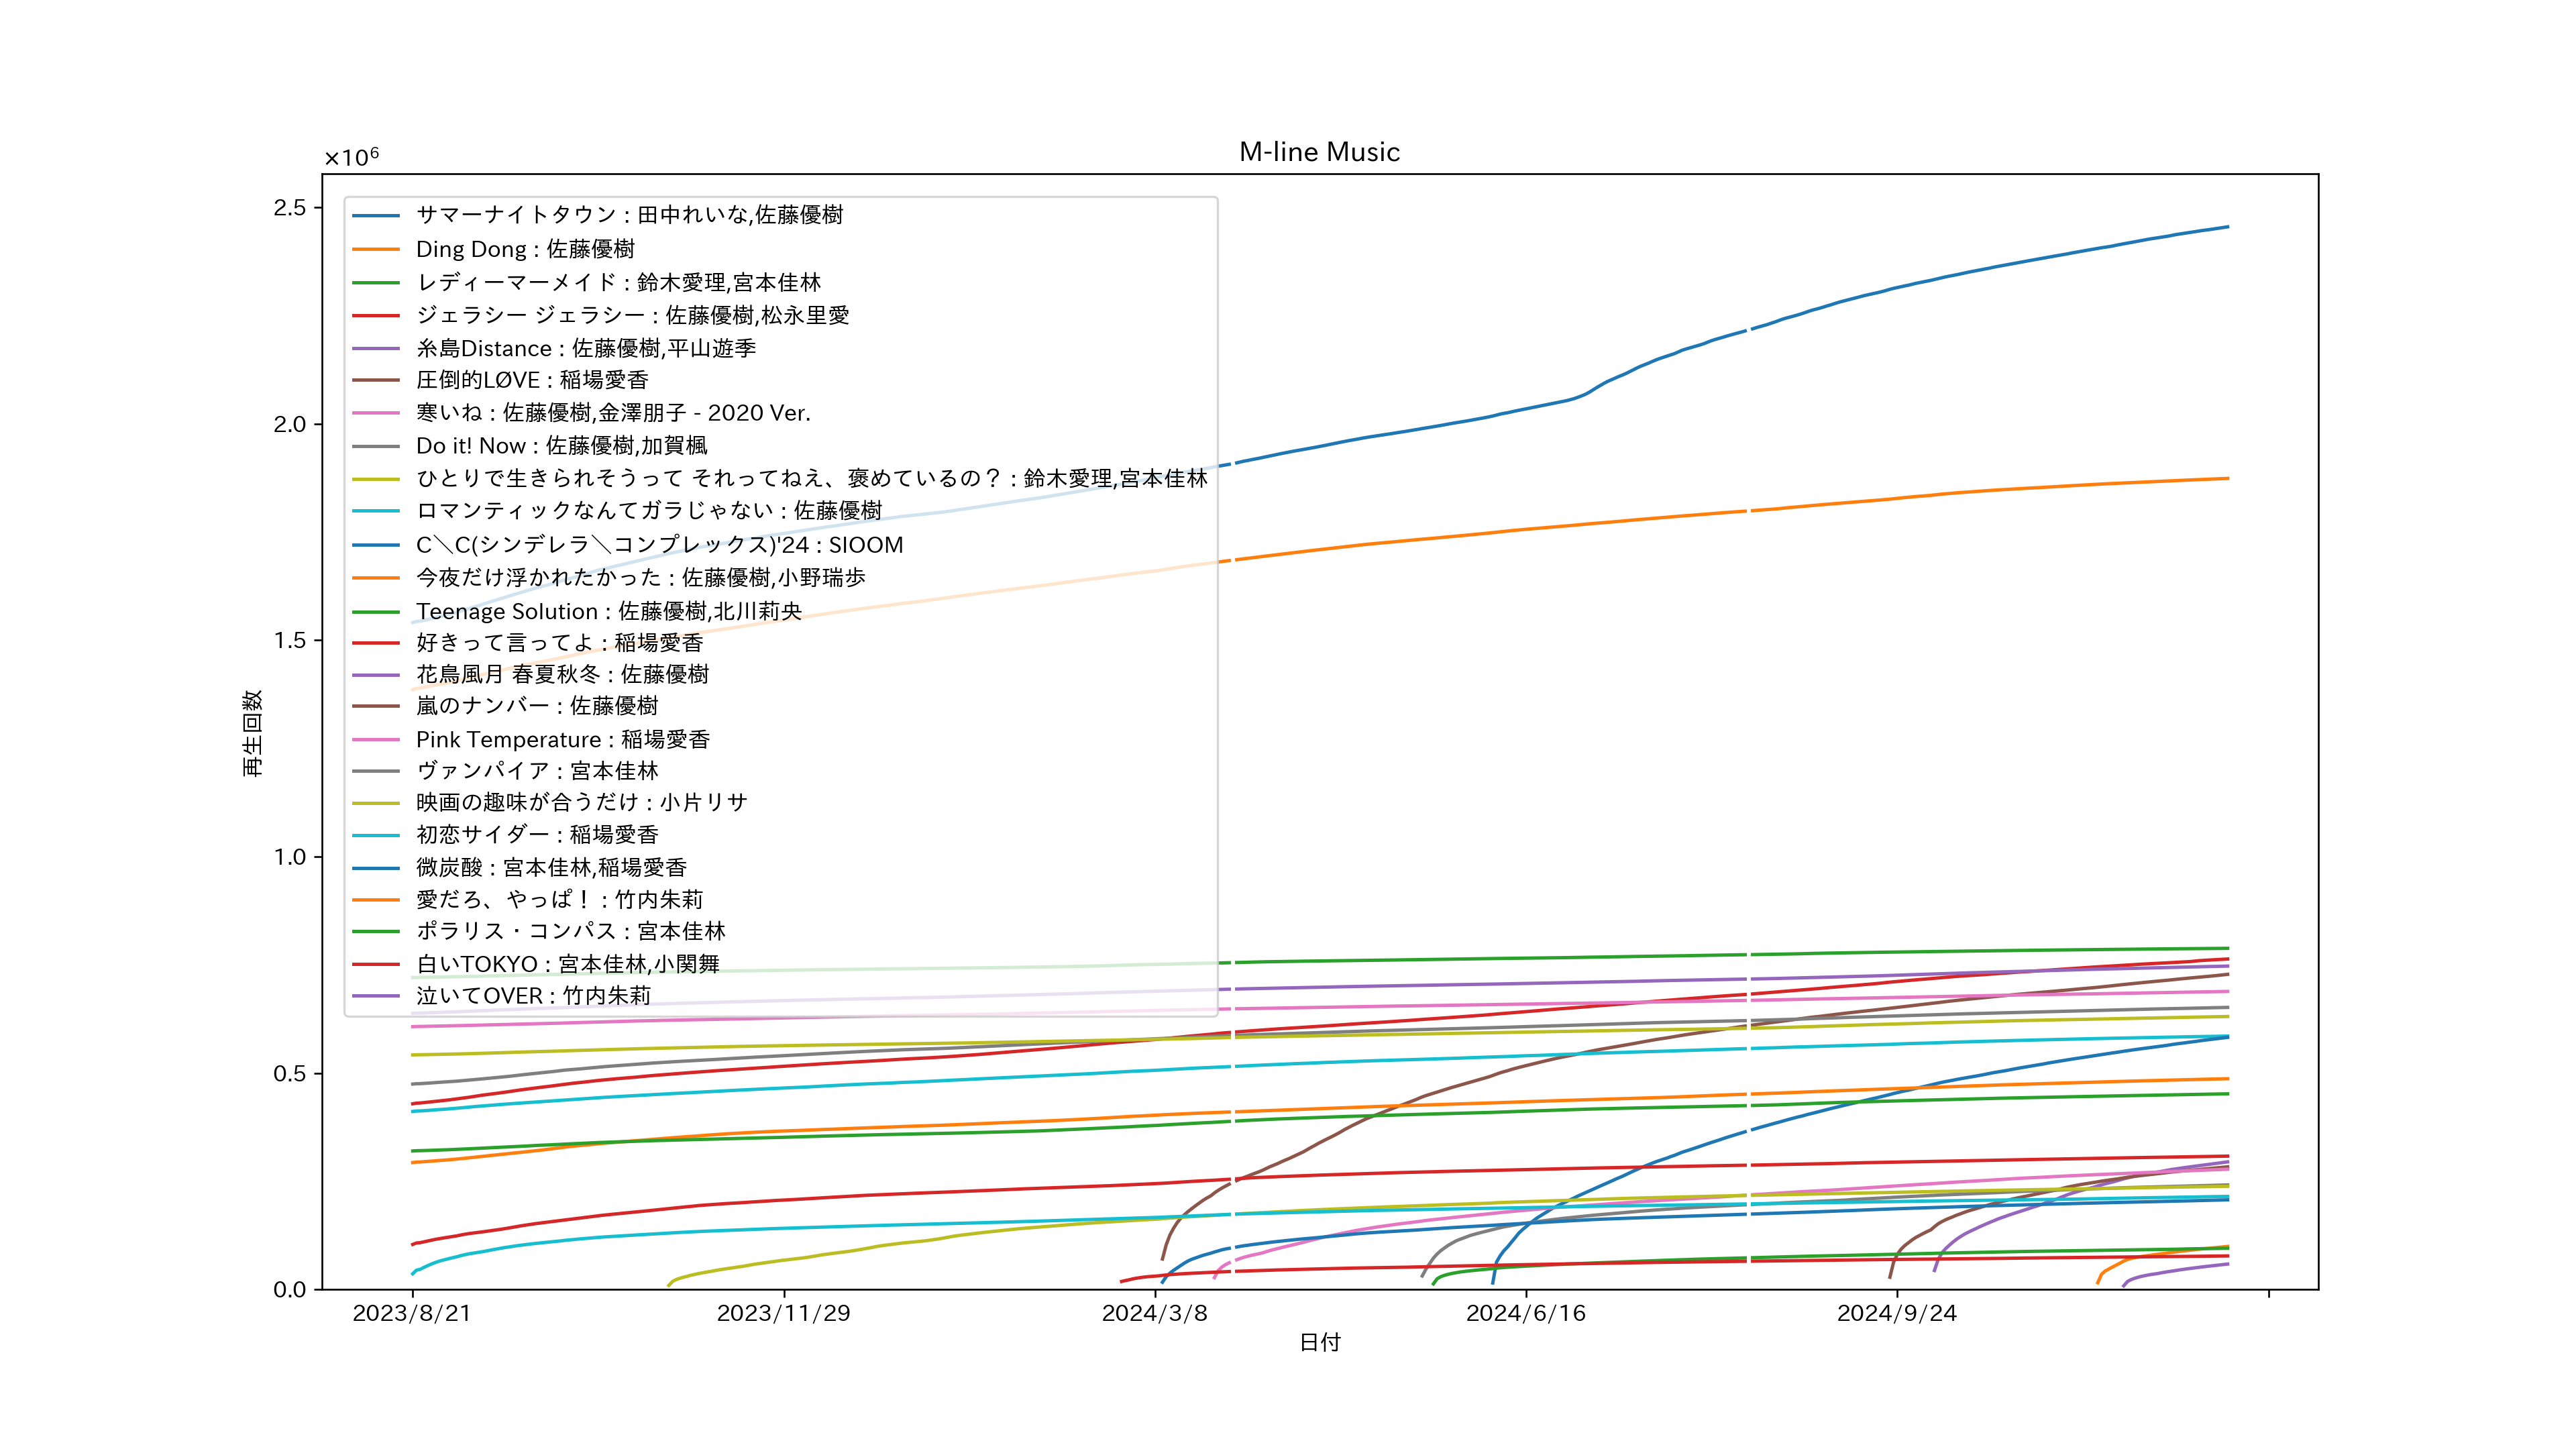 M-line Music
×10⁶
2.5
2.0
1.5
1.0
0.5
0.0
再生回数
サマーナイトタウン : 田中れいな,佐藤優樹
Ding Dong : 佐藤優樹
レディーマーメイド : 鈴木愛理,宮本佳林
ジェラシー ジェラシー : 佐藤優樹,松永里愛
糸島Distance : 佐藤優樹,平山遊季
圧倒的LØVE : 稲場愛香
寒いね : 佐藤優樹,金澤朋子 - 2020 Ver.
Do it! Now : 佐藤優樹,加賀楓
ひとりで生きられそうって それってねえ、褒めているの？ : 鈴木愛理,宮本佳林
ロマンティックなんてガラじゃない : 佐藤優樹
C＼C(シンデレラ＼コンプレックス)'24 : SIOOM
今夜だけ浮かれたかった : 佐藤優樹,小野瑞歩
Teenage Solution : 佐藤優樹,北川莉央
好きって言ってよ : 稲場愛香
花鳥風月 春夏秋冬 : 佐藤優樹
嵐のナンバー : 佐藤優樹
Pink Temperature : 稲場愛香
ヴァンパイア : 宮本佳林
映画の趣味が合うだけ : 小片リサ
初恋サイダー : 稲場愛香
微炭酸 : 宮本佳林,稲場愛香
愛だろ、やっぱ！ : 竹内朱莉
ポラリス・コンパス : 宮本佳林
白いTOKYO : 宮本佳林,小関舞
泣いてOVER : 竹内朱莉
2023/8/21
2023/11/29
2024/3/8
2024/6/16
2024/9/24
日付